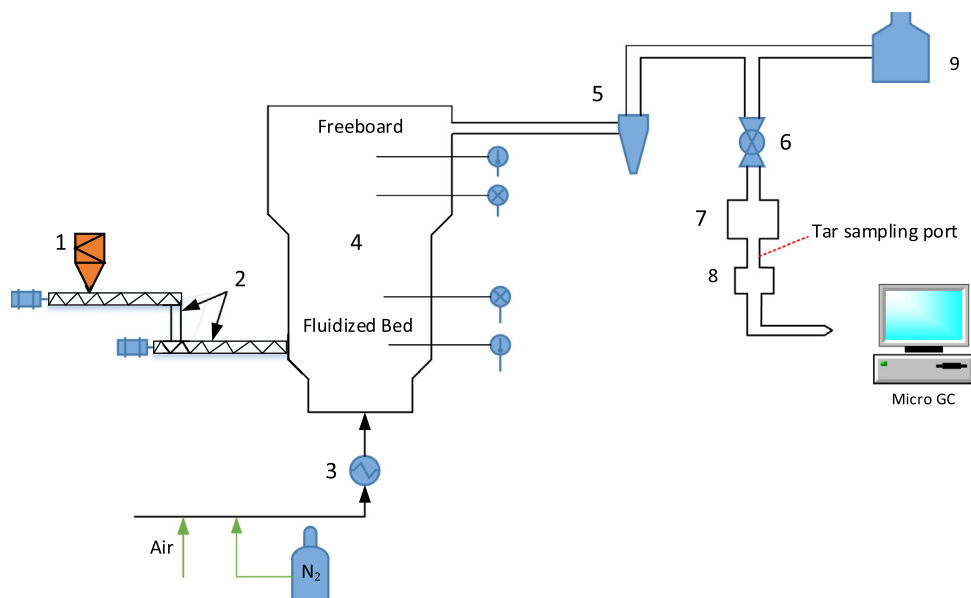 9
5
Freeboard
6
7
Tar sampling port
1
4
2
8
Fluidized Bed
Micro GC
3
Air
N₂